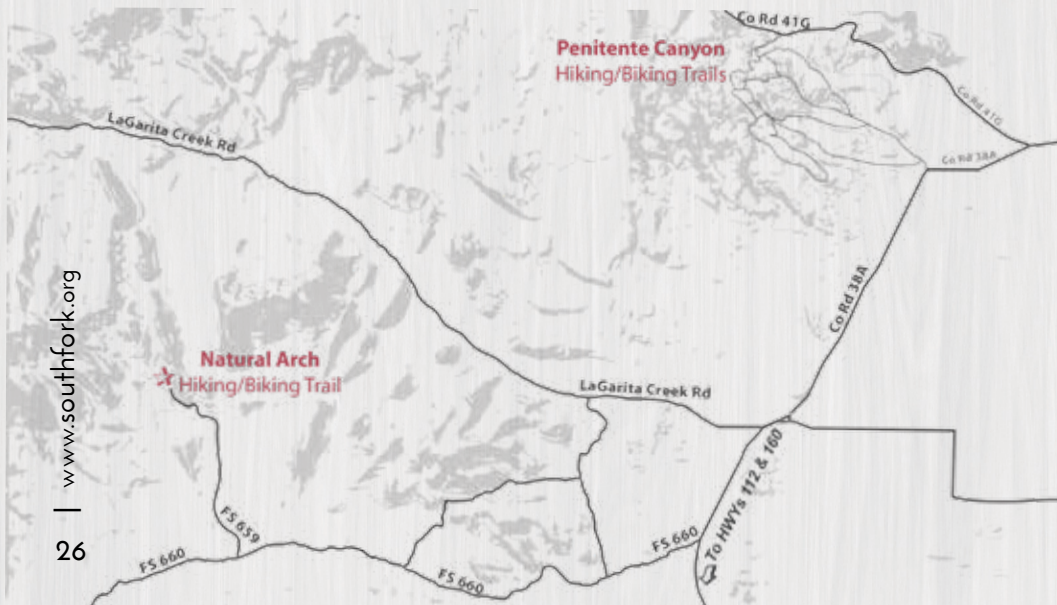 Co Rd 41G
Penitente Canyon
Hiking/Biking Trails
Co Rd 41G
LaGarita Creek Rd
Co Rd 38A
Co Rd 38A
Natural Arch
Hiking/Biking Trail
LaGarita Creek Rd
To HWYs 112 & 160
FS 659
FS 660
FS 660
FS 660
26 | www.southfork.org